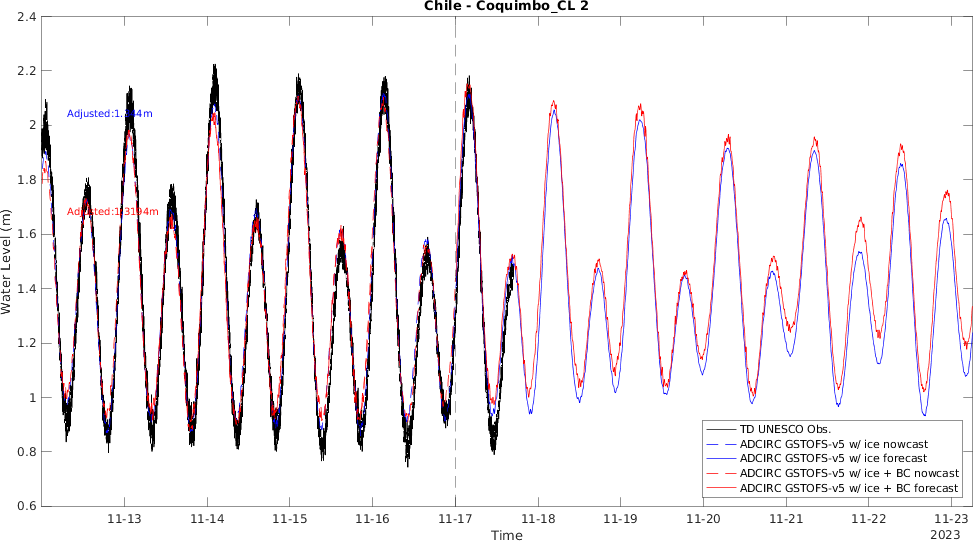 Chile - Coquimbo_CL 2
Water Level (m)
2.4
2.2
2
1.8
1.6
1.4
1.2
1
0.8
0.6
11-13
11-14
11-15
11-16
11-17
11-18
11-19
11-20
11-21
11-22
11-23
2023
Time
TD UNESCO Obs.
ADCIRC GSTOFS-v5 w/ ice nowcast
ADCIRC GSTOFS-v5 w/ ice forecast
ADCIRC GSTOFS-v5 w/ ice + BC nowcast
ADCIRC GSTOFS-v5 w/ ice + BC forecast